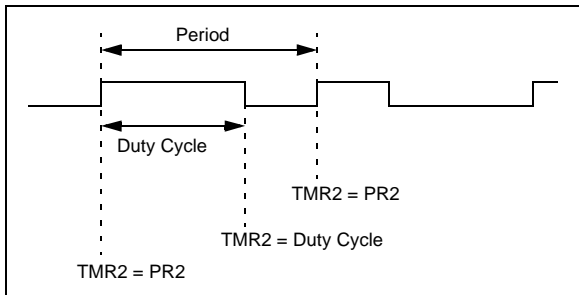 Period
Duty Cycle
TMR2 = PR2
TMR2 = Duty Cycle
TMR2 = PR2